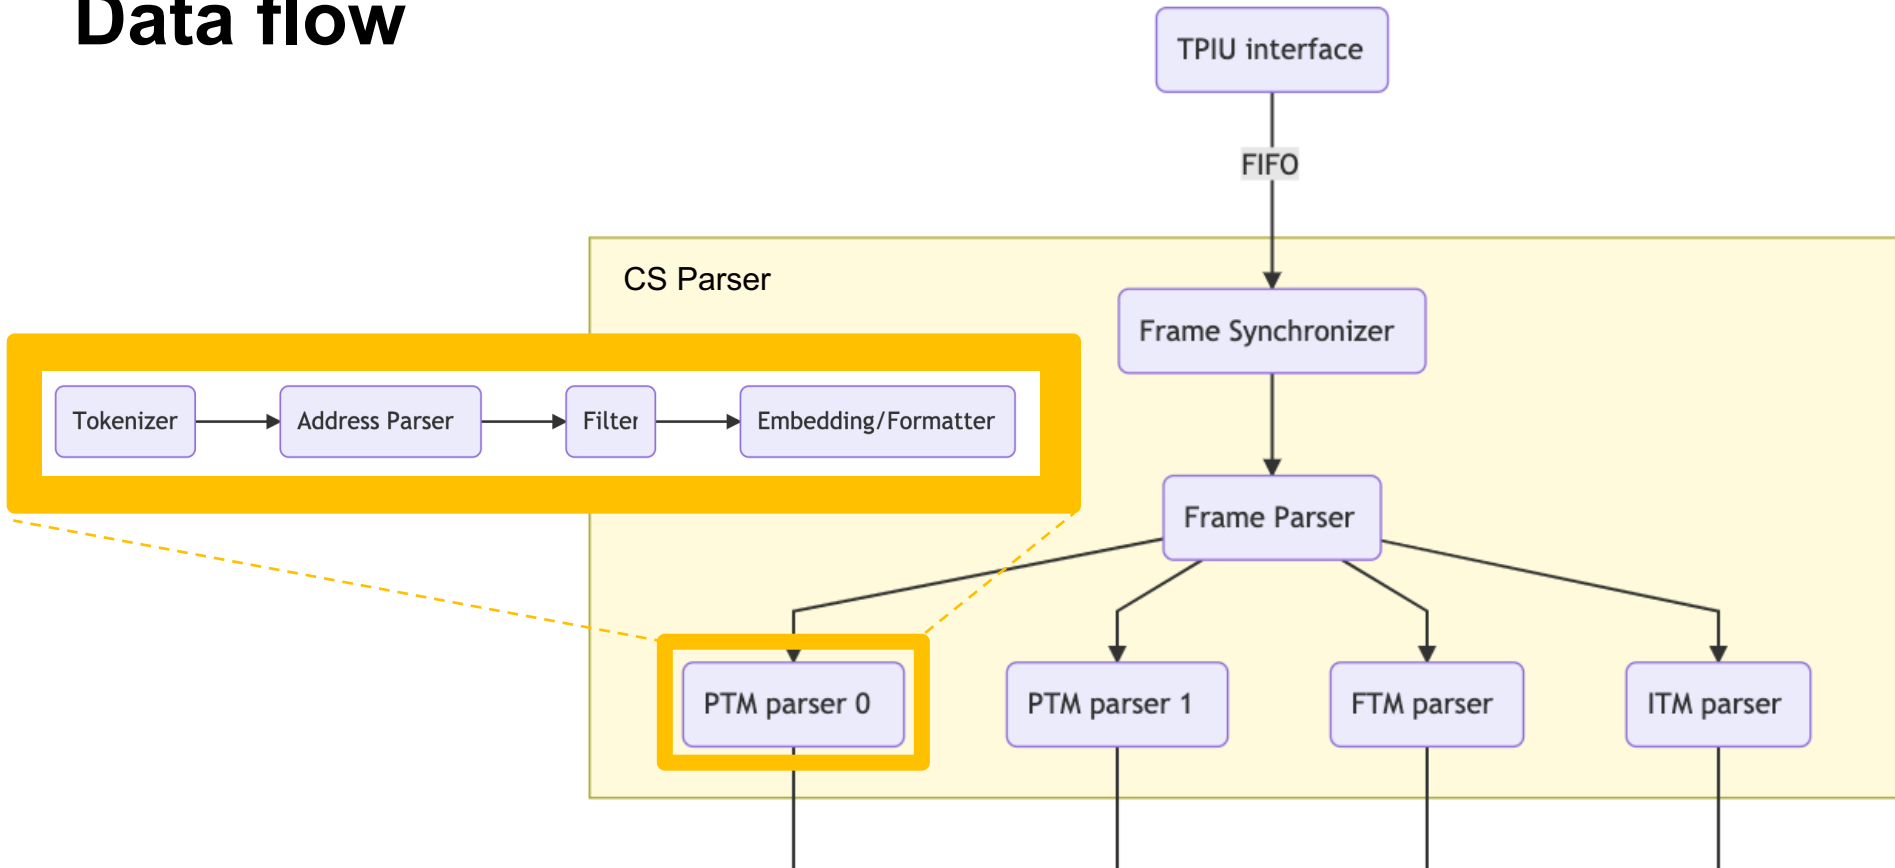 Data flow
TPIU interface
FIFO
CS Parser
Frame Synchronizer
Tokenizer
Address Parser
Filter
Embedding/Formatter
Frame Parser
PTM parser 0
PTM parser 1
FTM parser
ITM parser